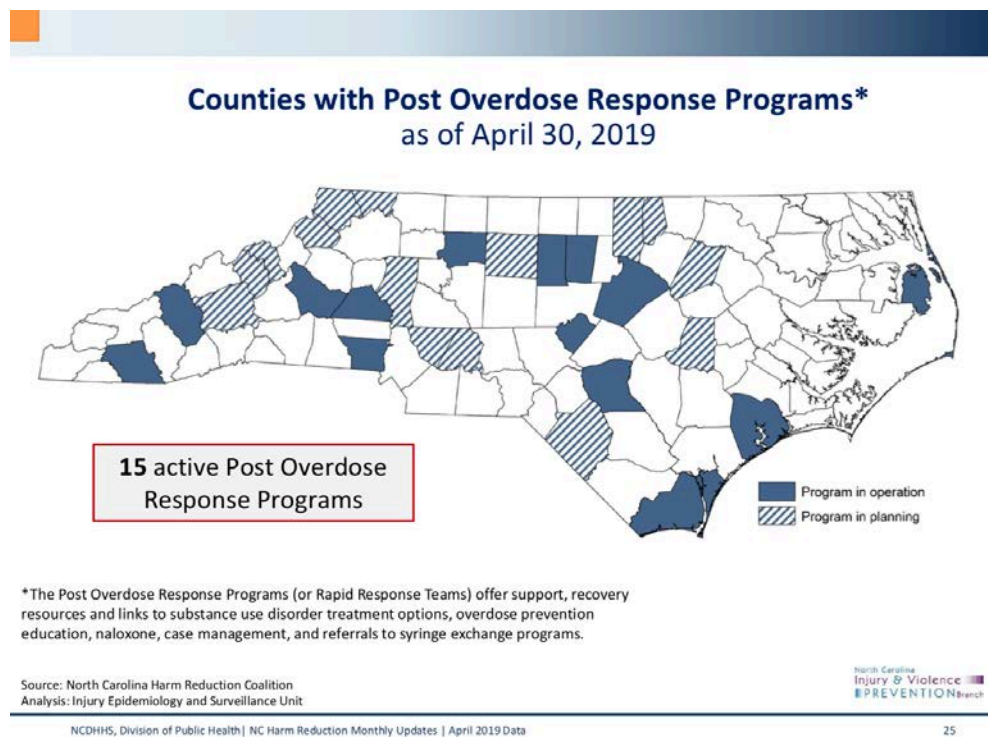 Counties with Post Overdose Response Programs*
as of April 30, 2019
15 active Post Overdose
Response Programs
Program in operation
Program in planning
*The Post Overdose Response Programs (or Rapid Response Teams) offer support, recovery
resources and links to substance use disorder treatment options, overdose prevention
education, naloxone, case management, and referrals to syringe exchange programs.
Source: North Carolina Harm Reduction Coalition
Analysis: Injury Epidemiology and Surveillance Unit
North Carolina
Injury & Violence
PREVENTION Branch
NCDHHS, Division of Public Health| NC Harm Reduction Monthly Updates | April 2019 Data
25